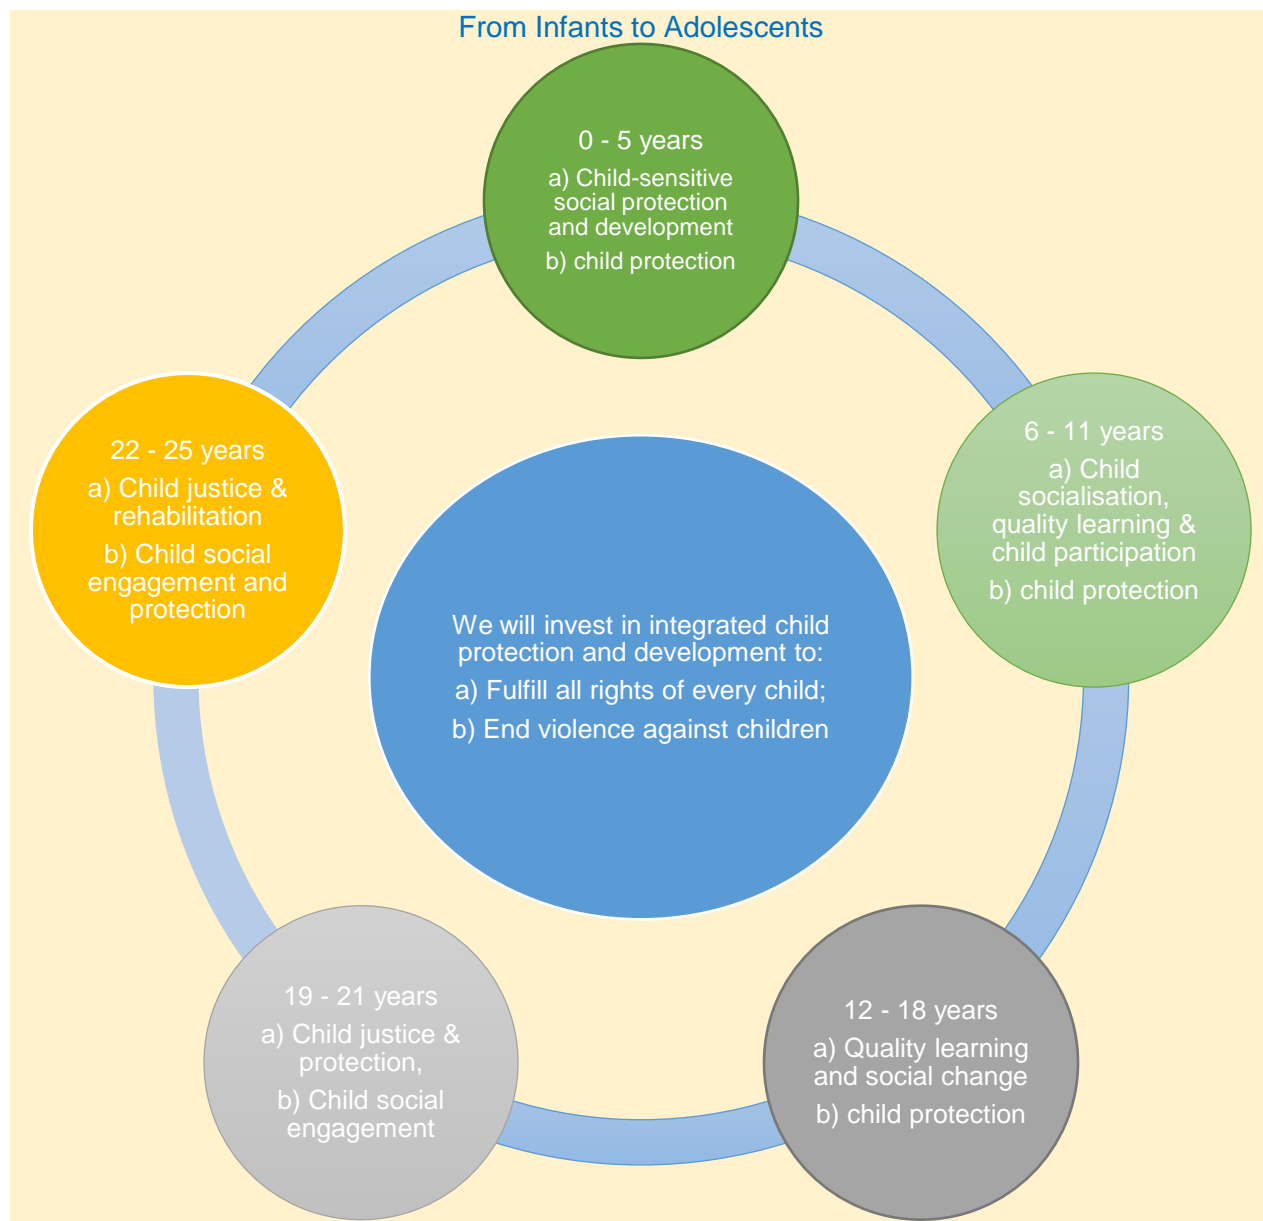 From Infants to Adolescents
0 - 5 years
a) Child-sensitive
social protection
and development
b) child protection
6 - 11 years
a) Child
socialisation,
quality learning &
child participation
b) child protection
12 - 18 years
a) Quality learning
and social change
b) child protection
19 - 21 years
a) Child justice &
protection,
b) Child social
engagement
22 - 25 years
a) Child justice &
rehabilitation
b) Child social
engagement and
protection
We will invest in integrated child
protection and development to:
a) Fulfill all rights of every child;
b) End violence against children